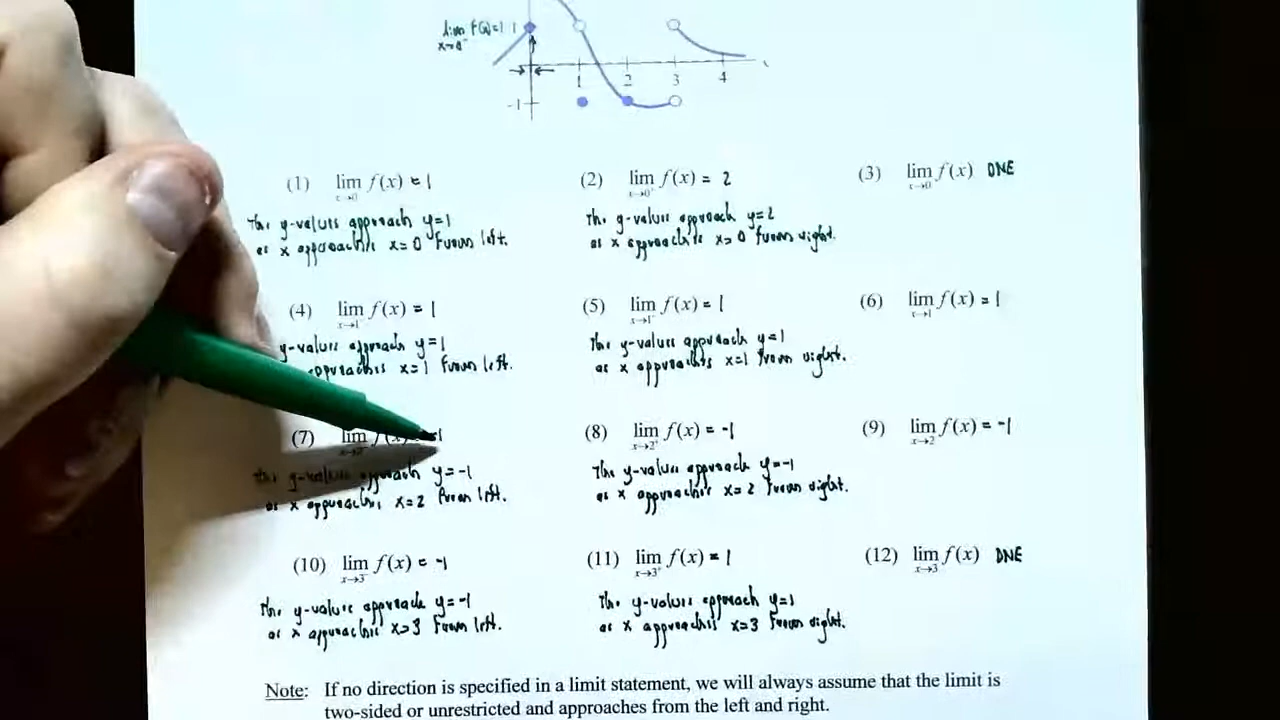 lim f(x)=1 1
x→0⁻
1 2 3 4
-1
(1) lim f(x) = 1
x→0⁻
(2) lim f(x) = 2
x→0⁺
(3) lim f(x) DNE
x→0
The y-values approach y=1
as x approaches x=0 from left.
The y-values approach y=2
as x approaches x=0 from right.
(4) lim f(x) = 1
x→1⁻
(5) lim f(x) = 1
(6) lim f(x) = 1
x→1
y-values approach y=1
approaches x=1 from left.
The y-values approach y=1
as x approaches x=1 from right.
(7) lim f(x) -1
(8) lim f(x) = -1
x→2⁺
(9) lim f(x) = -1
x→2
The y-values approach y=-1
as x approaches x=2 from left.
The y-values approach y=-1
as x approaches x=2 from right.
(10) lim f(x) = -1
x→3⁻
(11) lim f(x) = 1
x→3⁺
(12) lim f(x) DNE
x→3
The y-values approach y=-1
as x approaches x=3 from left.
The y-values approach y=1
as x approaches x=3 from right.
Note: If no direction is specified in a limit statement, we will always assume that the limit is
two-sided or unrestricted and approaches from the left and right.